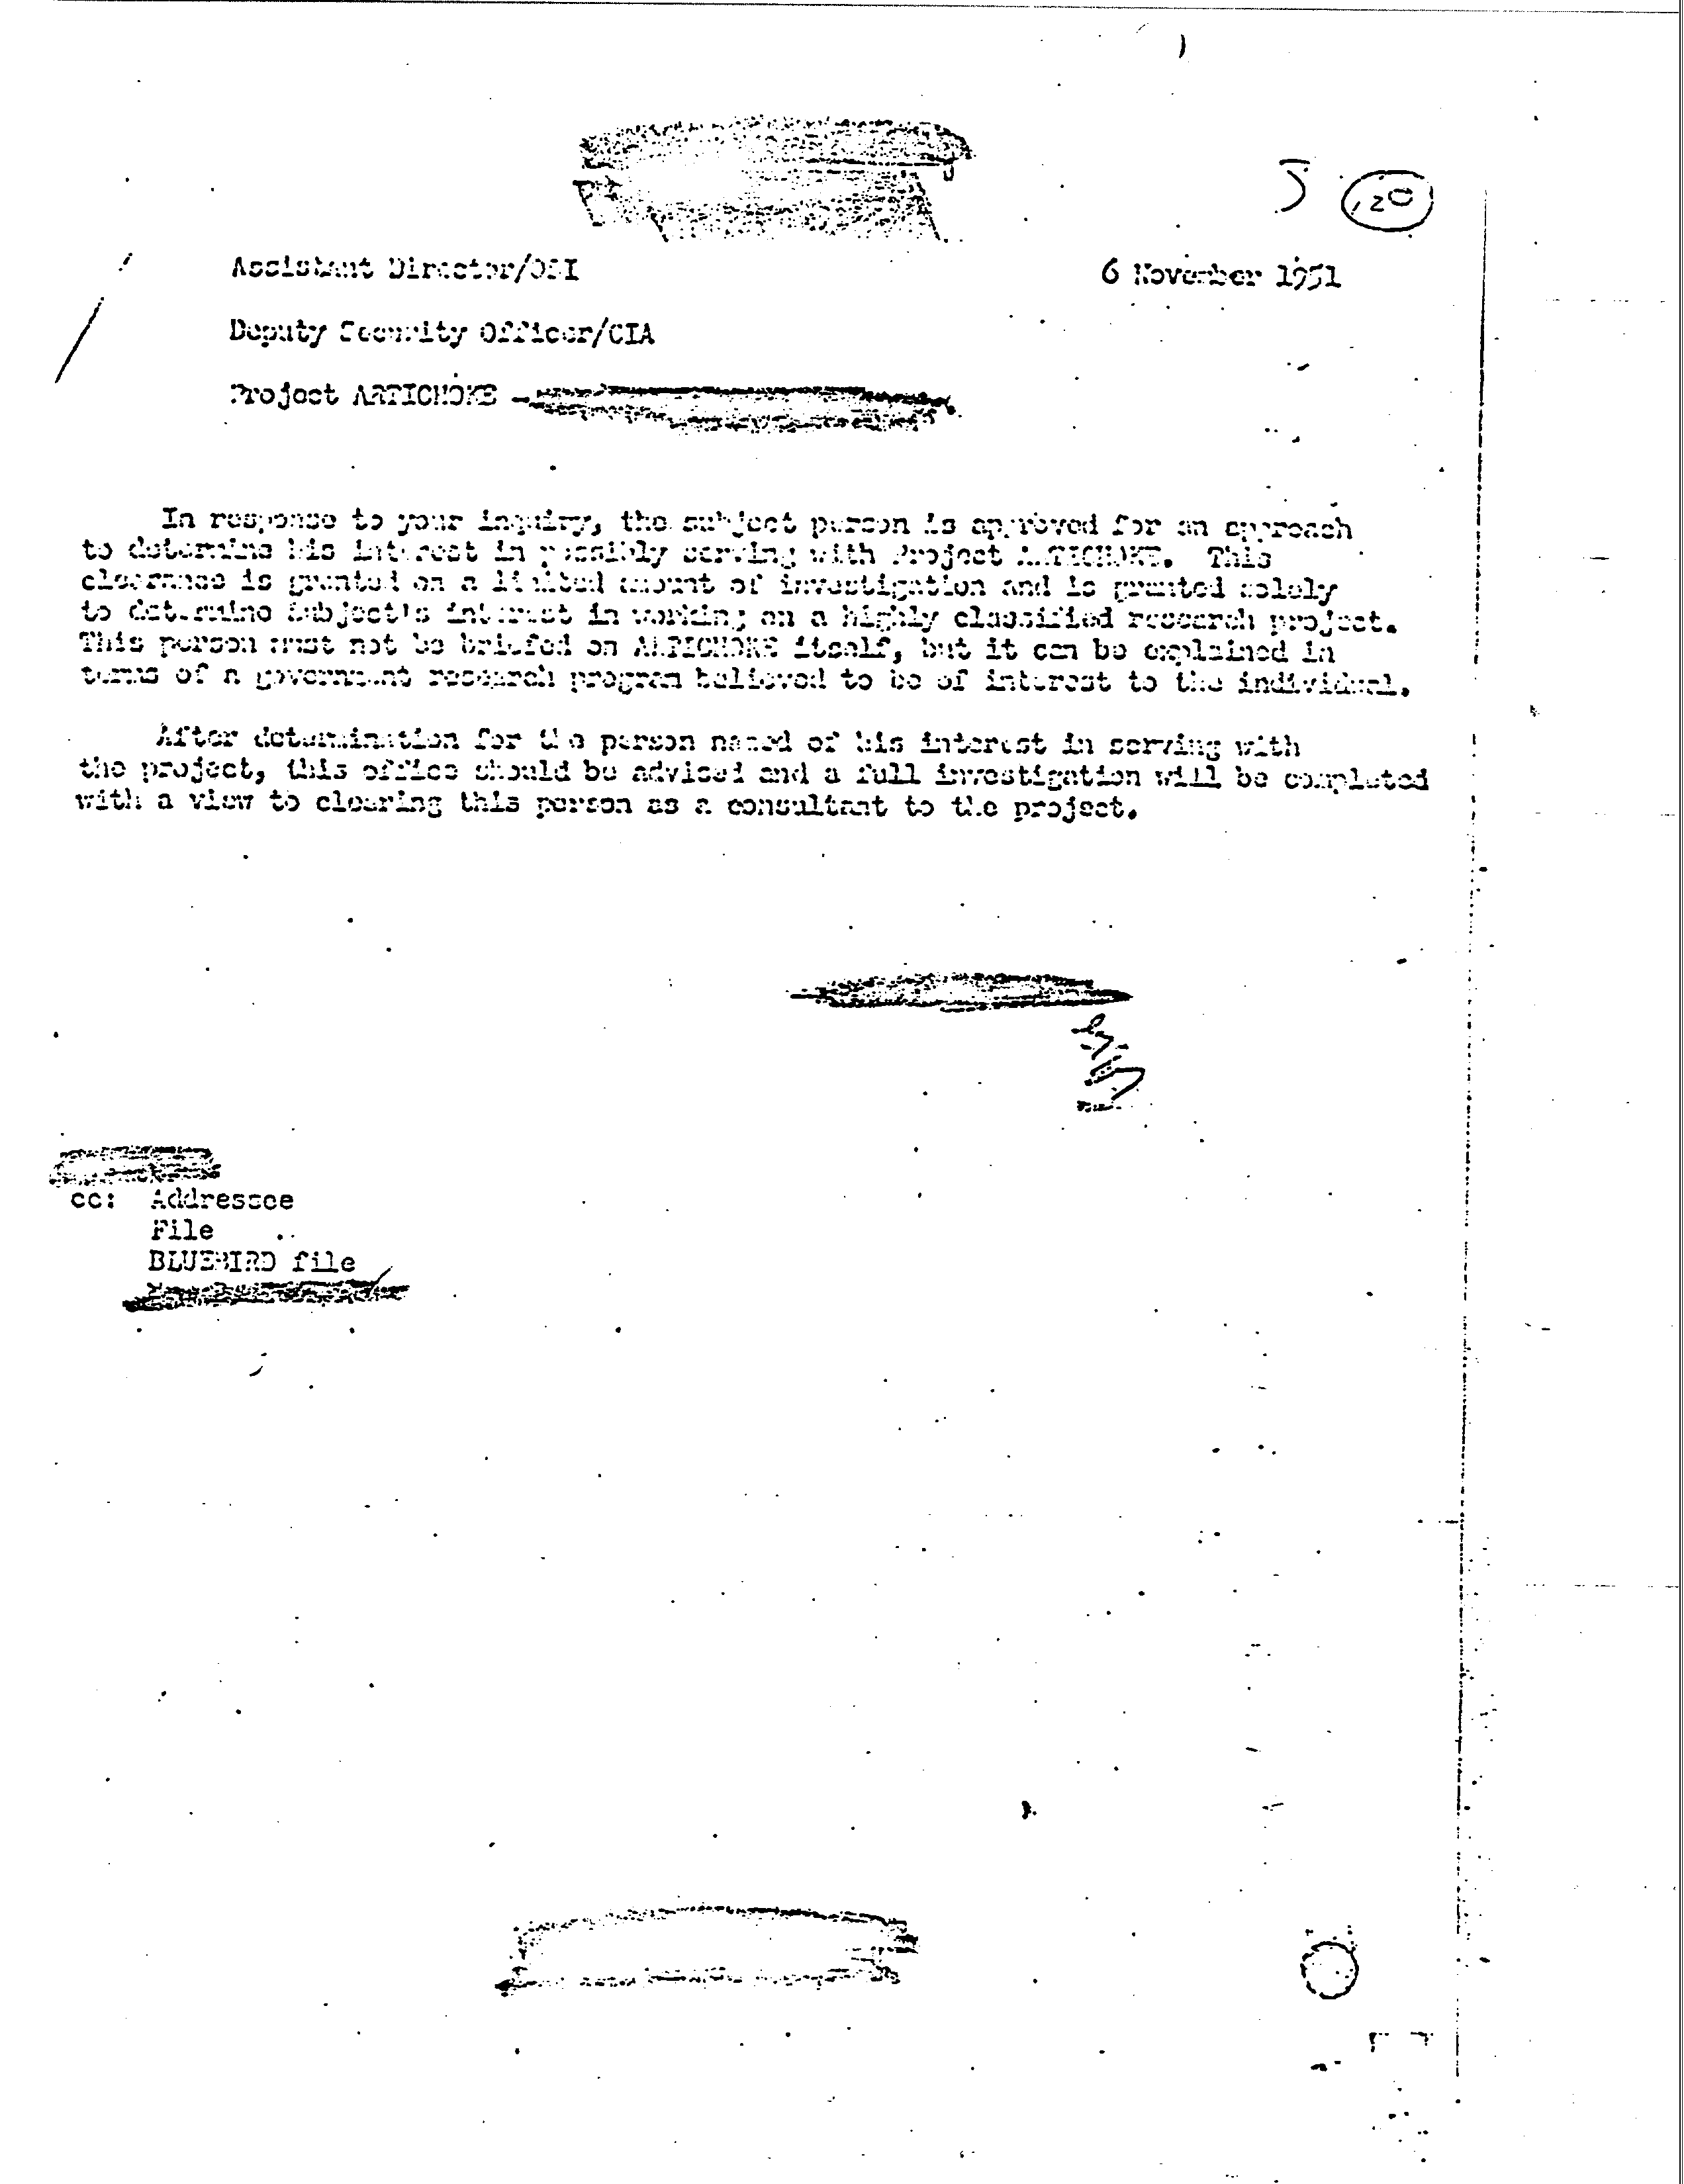 120
Assistant Director/OSI
6 November 1951
Deputy Security Officer/CIA
Project ARTICHOKE -
In response to your inquiry, the subject person is approved for an approach
to determine his interest in possibly serving with Project ARTICHOKE. This
clearance is granted on a limited amount of investigation and is granted solely
to determine Subject's interest in working on a highly classified research project.
This person must not be briefed on ARTICHOKE itself, but it can be explained in
terms of a government research program believed to be of interest to the individual.
After determination for the person named of his interest in serving with
the project, this office should be advised and a full investigation will be completed
with a view to clearing this person as a consultant to the project.
cc: Addressee
File
BLUEBIRD file